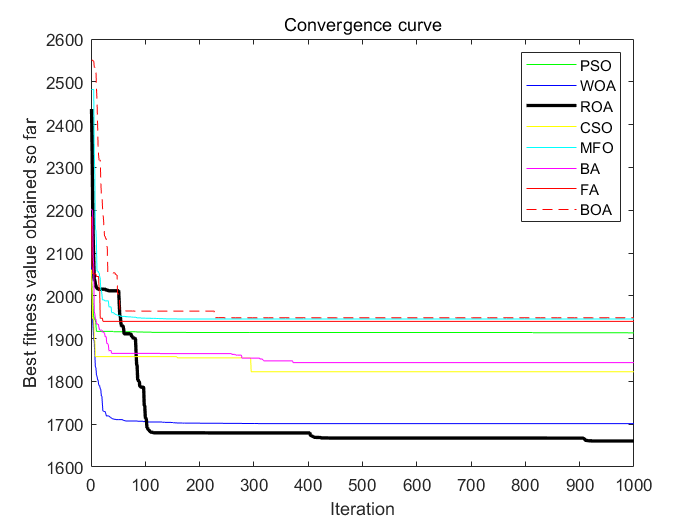 Convergence curve
2600
2500
2400
2300
2200
2100
2000
1900
1800
1700
1600
Best fitness value obtained so far
PSO
WOA
ROA
CSO
MFO
BA
FA
BOA
0 100 200 300 400 500 600 700 800 900 1000
Iteration